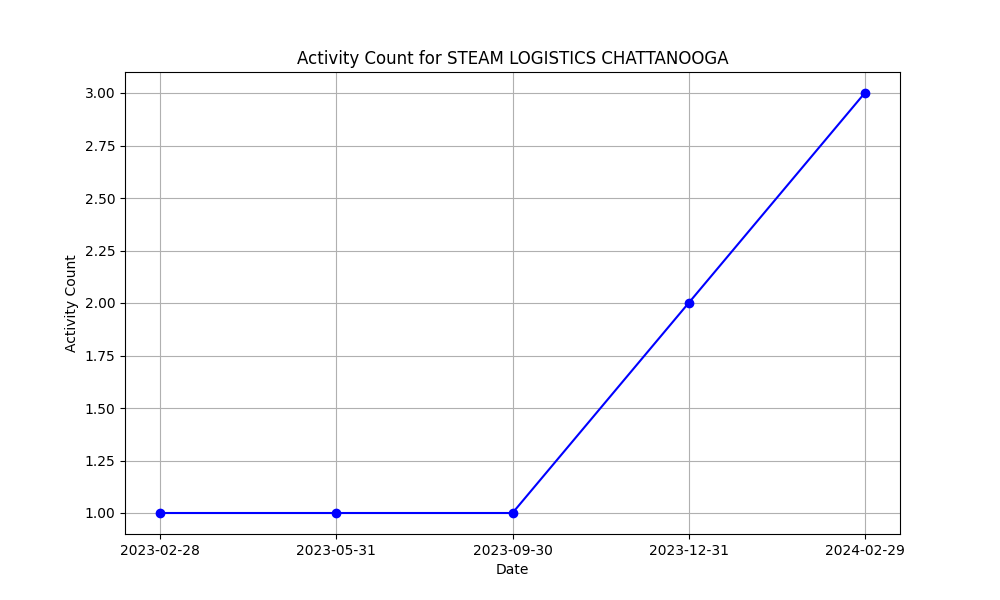 Activity Count for STEAM LOGISTICS CHATTANOOGA
3.00
2.75
2.50
2.25
2.00
1.75
1.50
1.25
1.00
Activity Count
2023-02-28 2023-05-31 2023-09-30 2023-12-31 2024-02-29
Date